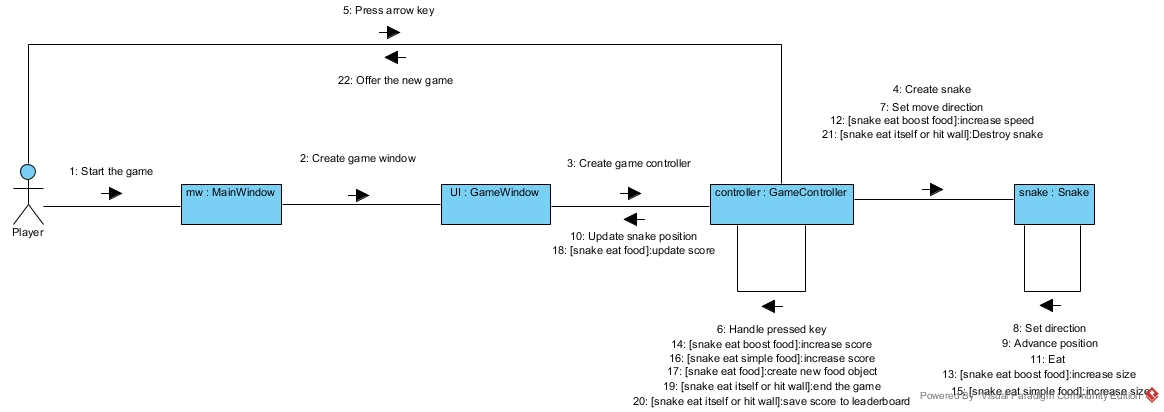 5: Press arrow key
22: Offer the new game
4: Create snake
7: Set move direction
12: [snake eat boost food]:increase speed
21: [snake eat itself or hit wall]:Destroy snake
1: Start the game
2: Create game window
3: Create game controller
mw : MainWindow
UI : GameWindow
controller : GameController
snake : Snake
Player
10: Update snake position
18: [snake eat food]:update score
6: Handle pressed key
14: [snake eat boost food]:increase score
16: [snake eat simple food]:increase score
17: [snake eat food]:create new food object
19: [snake eat itself or hit wall]:end the game
20: [snake eat itself or hit wall]:save score to leaderboard
8: Set direction
9: Advance position
11: Eat
13: [snake eat boost food]:increase size
15: [snake eat simple food]:increase size
Powered By Visual Paradigm Community Edition